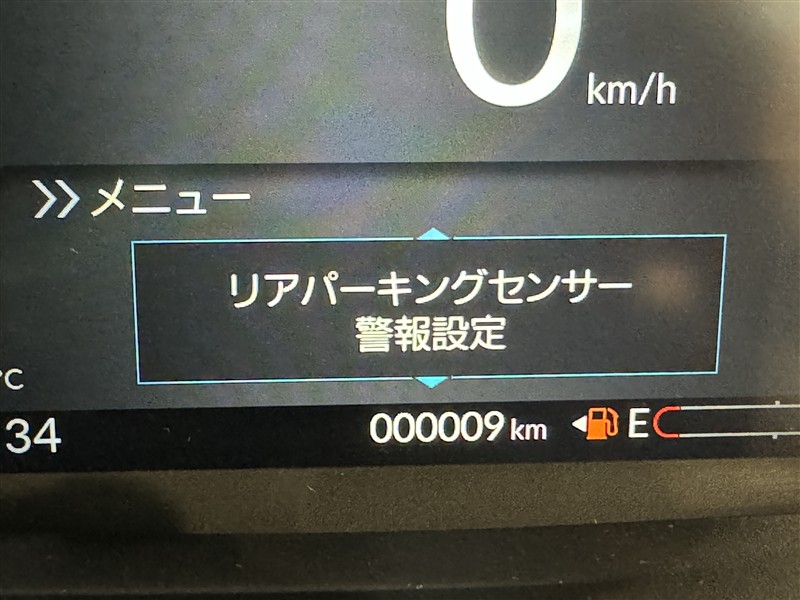 0 km/h
>> メニュー
リアパーキングセンサー
警報設定
°C
34 000009 km E